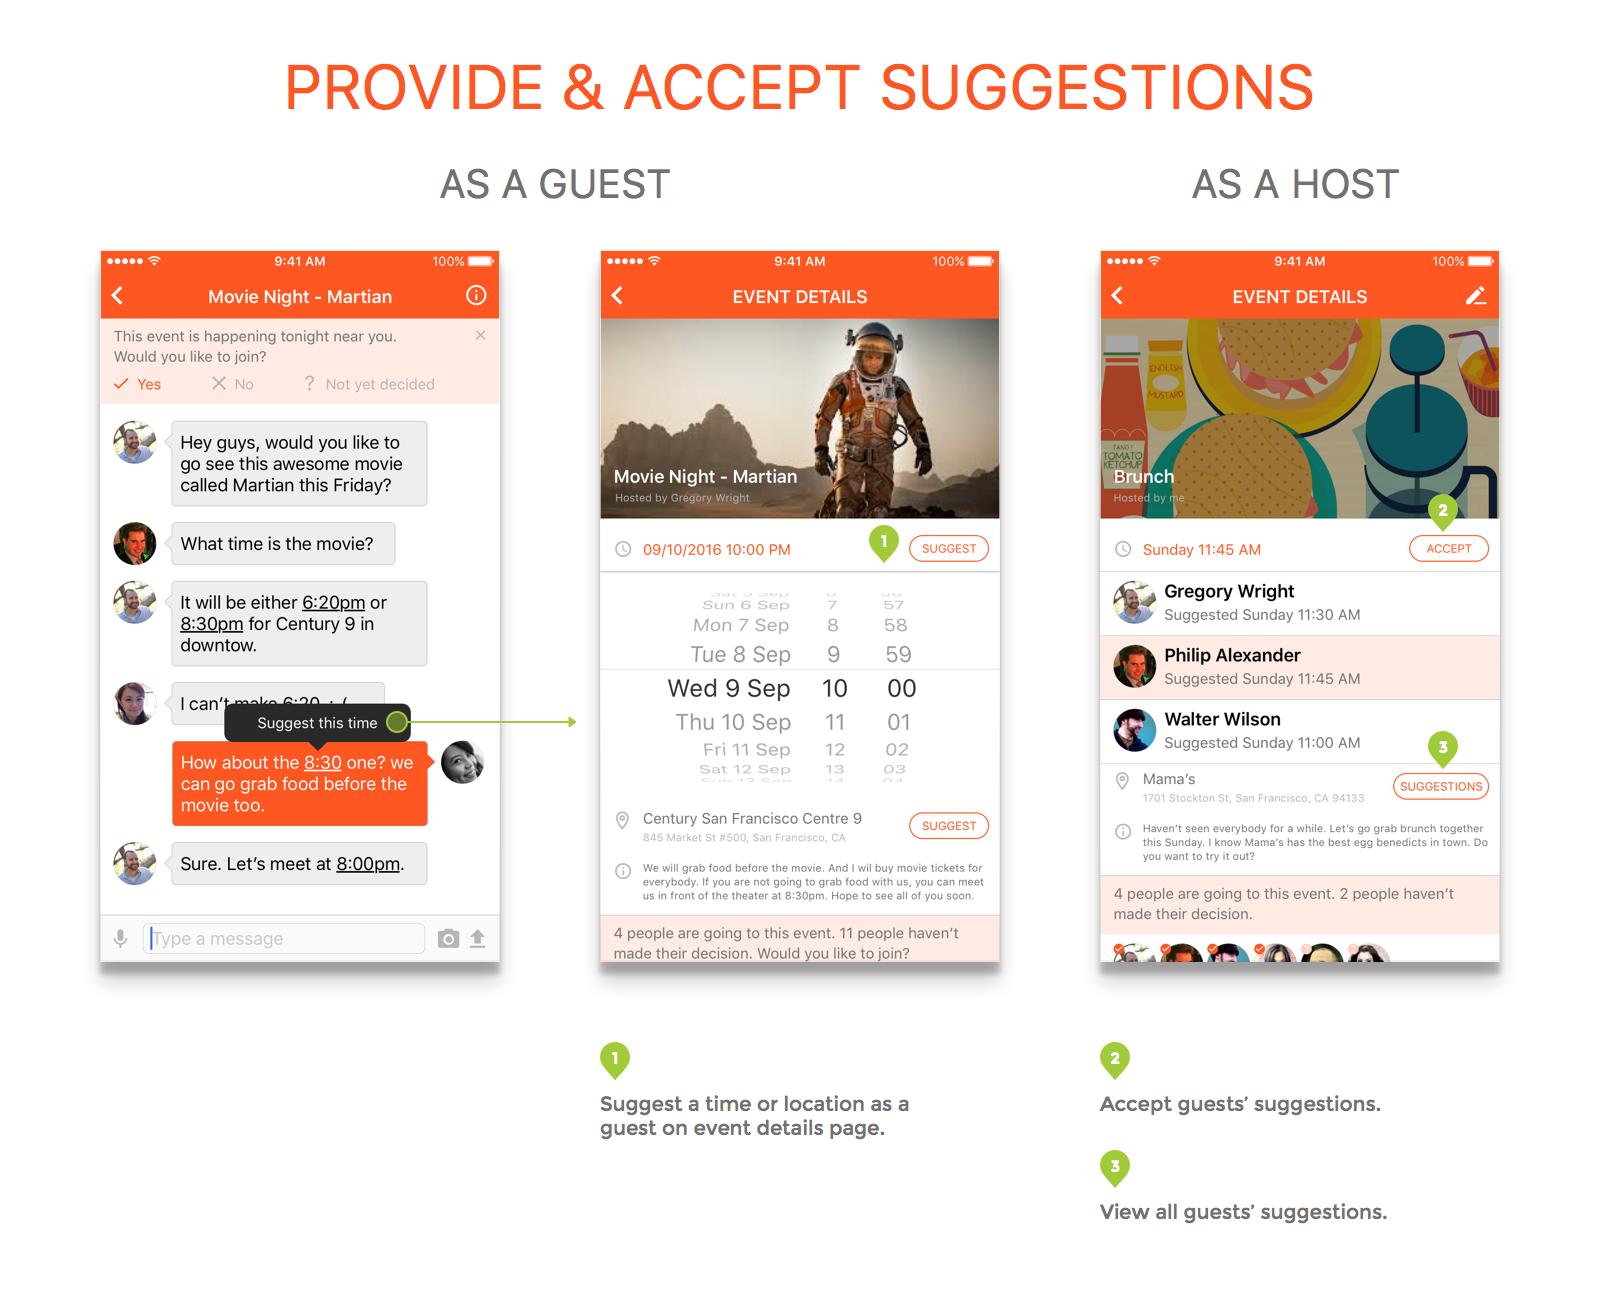 PROVIDE & ACCEPT SUGGESTIONS
AS A GUEST
AS A HOST
9:41 AM
100%
Movie Night - Martian
This event is happening tonight near you.
Would you like to join?
Yes
No
? Not yet decided
Hey guys, would you like to
go see this awesome movie
called Martian this Friday?
What time is the movie?
It will be either 6:20pm or
8:30pm for Century 9 in
downtow.
I can't make 6:20 :(
Suggest this time
How about the 8:30 one? we
can go grab food before the
movie too.
Sure. Let's meet at 8:00pm.
Type a message
9:41 AM
100%
EVENT DETAILS
Movie Night - Martian
Hosted by Gregory Wright
09/10/2016 10:00 PM
1
SUGGEST
6 56
Sun 6 Sep 7 57
Mon 7 Sep 8 58
Tue 8 Sep 9 59
Wed 9 Sep 10 00
Thu 10 Sep 11 01
Fri 11 Sep 12 02
Sat 12 Sep 13 03
Sun 13 Sep 14 04
Century San Francisco Centre 9
845 Market St #500, San Francisco, CA
SUGGEST
We will grab food before the movie. And I wil buy movie tickets for
everybody. If you are not going to grab food with us, you can meet
us in front of the theater at 8:30pm. Hope to see all of you soon.
4 people are going to this event. 11 people haven't
made their decision. Would you like to join?
9:41 AM
100%
EVENT DETAILS
ENGLISH
MUSTARD
TANGY
TOMATO
KETCHUP
Brunch
Hosted by me
2
Sunday 11:45 AM
ACCEPT
Gregory Wright
Suggested Sunday 11:30 AM
Philip Alexander
Suggested Sunday 11:45 AM
Walter Wilson
Suggested Sunday 11:00 AM
3
Mama's
1701 Stockton St, San Francisco, CA 94133
SUGGESTIONS
Haven't seen everybody for a while. Let's go grab brunch together
this Sunday. I know Mama's has the best egg benedicts in town. Do
you want to try it out?
4 people are going to this event. 2 people haven't
made their decision.
1
Suggest a time or location as a
guest on event details page.
2
Accept guests' suggestions.
3
View all guests' suggestions.